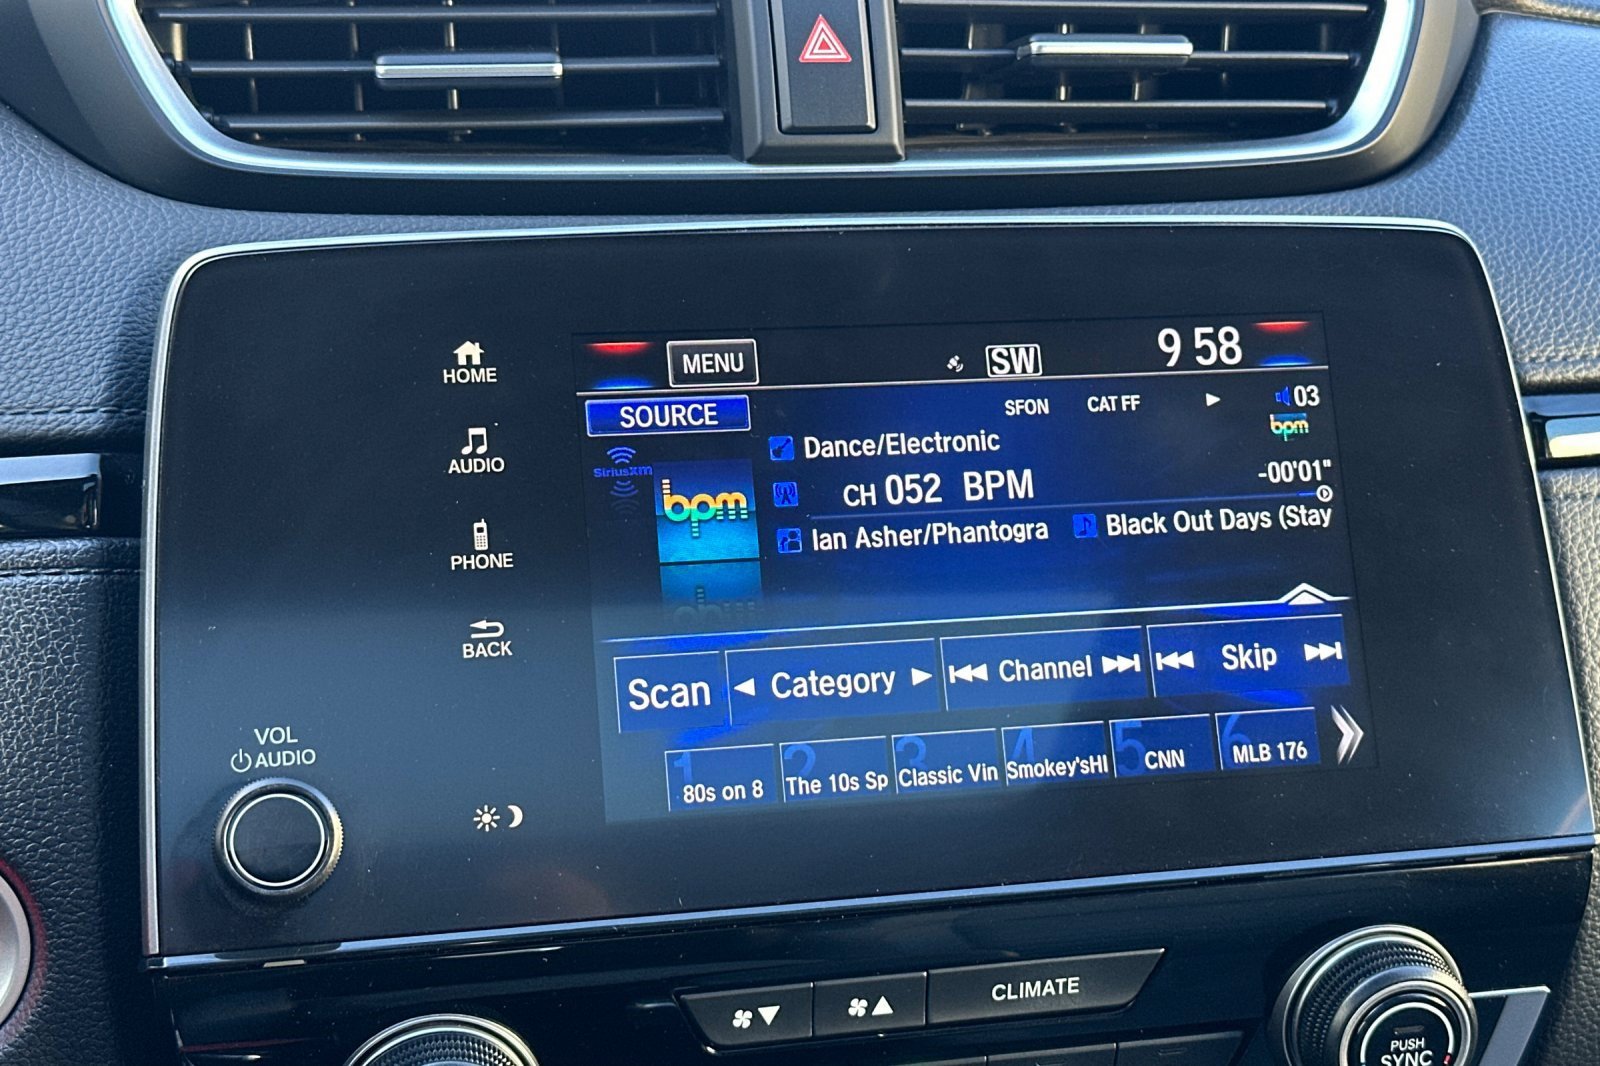 HOME
AUDIO
PHONE
BACK
VOL
AUDIO
MENU
SW
9 58
SOURCE
SFON CAT FF
03
bpm
SiriusXM
bpm
Dance/Electronic
CH 052 BPM
-00'01"
Ian Asher/Phantogra
Black Out Days (Stay
Scan
Category
Channel
Skip
1 80s on 8
2 The 10s Sp
3 Classic Vin
4 Smokey'sHI
5 CNN
6 MLB 176
CLIMATE
PUSH
SYNC